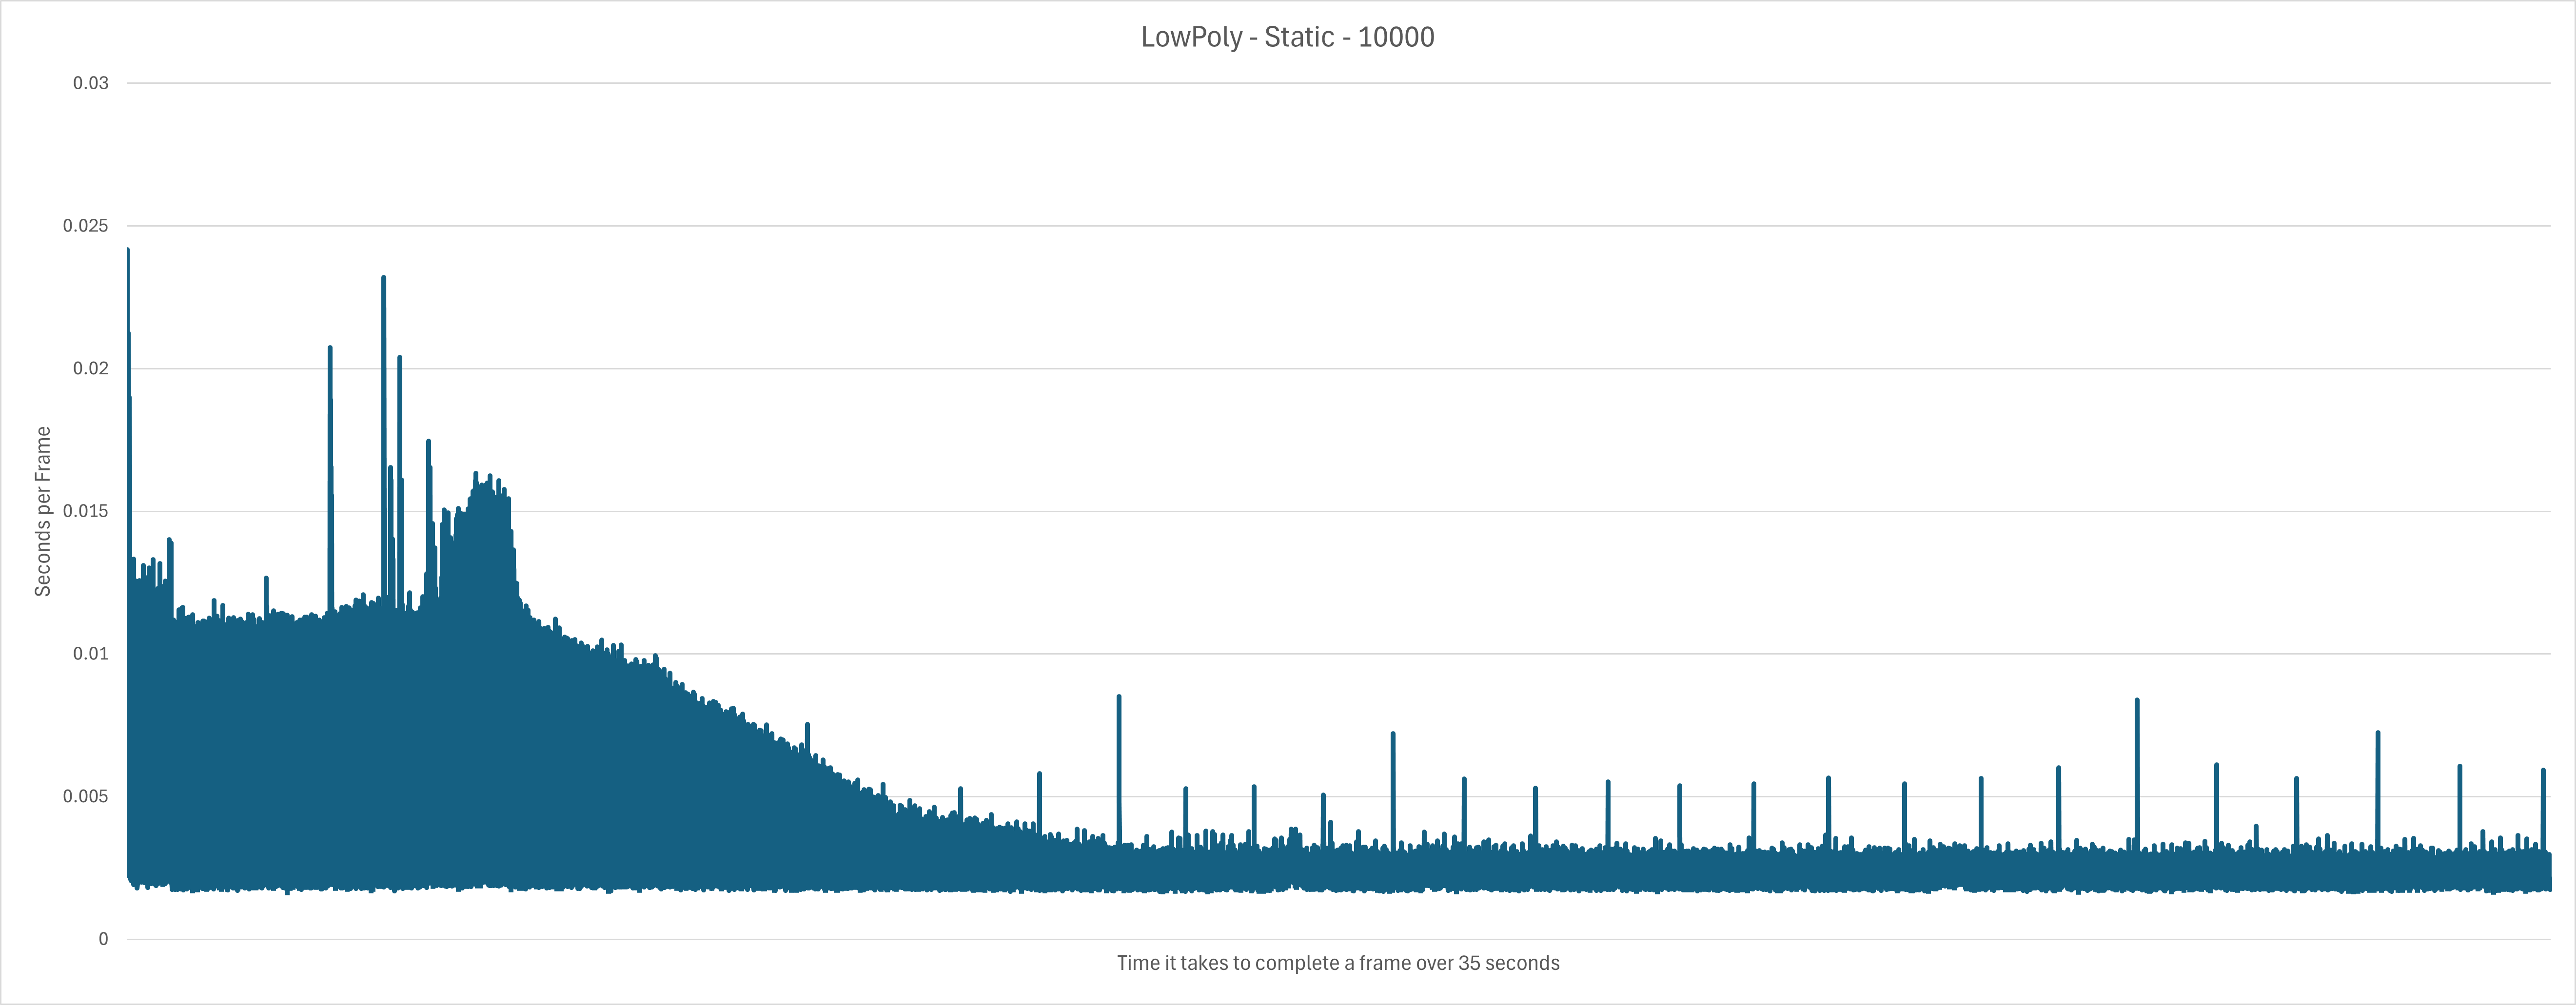 LowPoly - Static - 10000
0.03
0.025
0.02
0.015
0.01
0.005
0
Seconds per Frame
Time it takes to complete a frame over 35 seconds